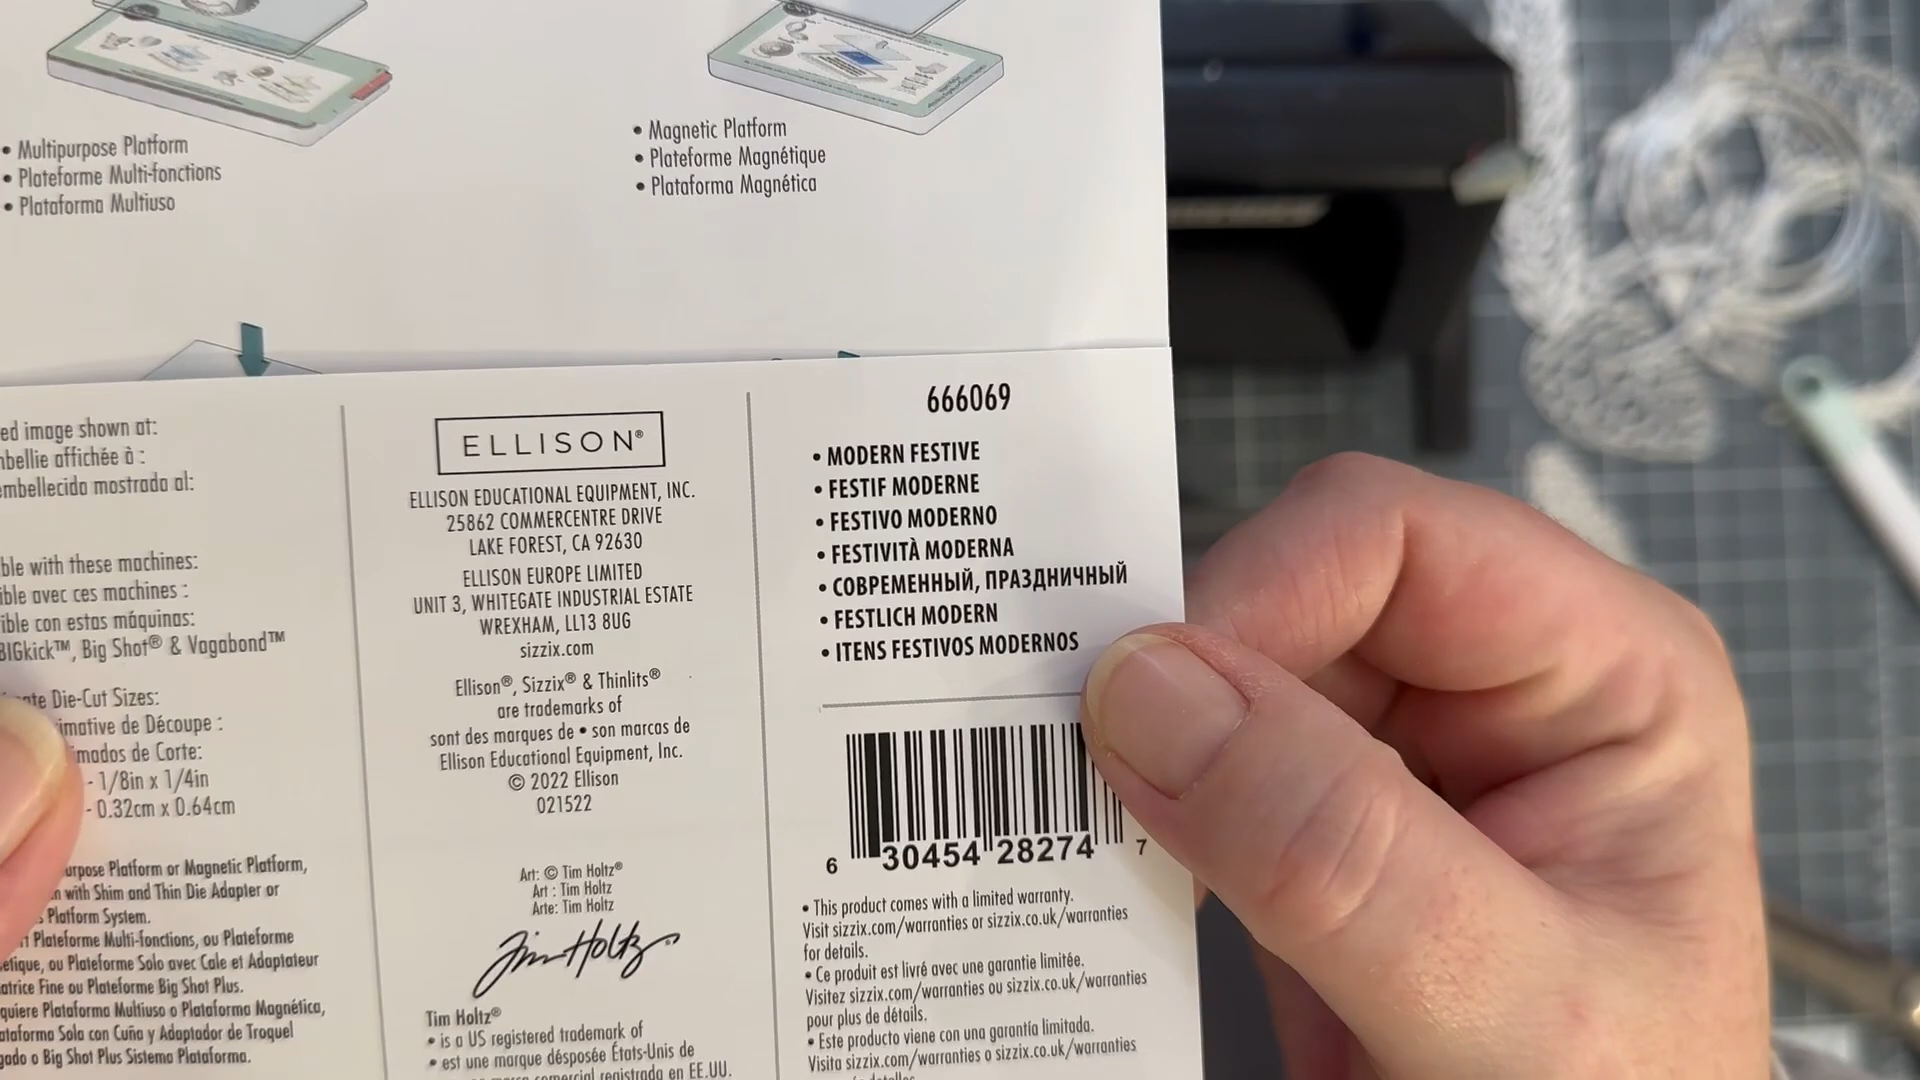 • Multipurpose Platform
• Plateforme Multi-fonctions
• Plataforma Multiuso
• Magnetic Platform
• Plateforme Magnétique
• Plataforma Magnética
ed image shown at:
bellie affichée à :
embellecido mostrado al:
ble with these machines:
ible avec ces machines :
ible con estas máquinas:
BIGkick™, Big Shot® & Vagabond™
Die-Cut Sizes:
imative de Découpe :
mados de Corte:
- 1/8in x 1/4in
- 0.32cm x 0.64cm
urpose Platform or Magnetic Platform,
with Shim and Thin Die Adapter or
Platform System.
Plateforme Multi-fonctions, ou Plateforme
etique, ou Plateforme Solo avec Cale et Adaptateur
atrice Fine ou Plateforme Big Shot Plus.
quiere Plataforma Multiuso o Plataforma Magnética,
ataforma Sola con Cuña y Adaptador de Troquel
gado o Big Shot Plus Sistema Plataforma.
ELLISON®
ELLISON EDUCATIONAL EQUIPMENT, INC.
25862 COMMERCENTRE DRIVE
LAKE FOREST, CA 92630
ELLISON EUROPE LIMITED
UNIT 3, WHITEGATE INDUSTRIAL ESTATE
WREXHAM, LL13 8UG
sizzix.com
Ellison®, Sizzix® & Thinlits®
are trademarks of
sont des marques de • son marcas de
Ellison Educational Equipment, Inc.
© 2022 Ellison
021522
Art: © Tim Holtz®
Art : Tim Holtz
Arte: Tim Holtz
Tim Holtz®
Tim Holtz®
• is a US registered trademark of
• est une marque désposée États-Unis de
comercial registrada en EE.UU.
666069
• MODERN FESTIVE
• FESTIF MODERNE
• FESTIVO MODERNO
• FESTIVITÀ MODERNA
• СОВРЕМЕННЫЙ, ПРАЗДНИЧНЫЙ
• FESTLICH MODERN
• ITENS FESTIVOS MODERNOS
6 30454 28274 7
• This product comes with a limited warranty.
Visit sizzix.com/warranties or sizzix.co.uk/warranties
for details.
• Ce produit est livré avec une garantie limitée.
Visitez sizzix.com/warranties ou sizzix.co.uk/warranties
pour plus de détails.
• Este producto viene con una garantía limitada.
Visita sizzix.com/warranties o sizzix.co.uk/warranties